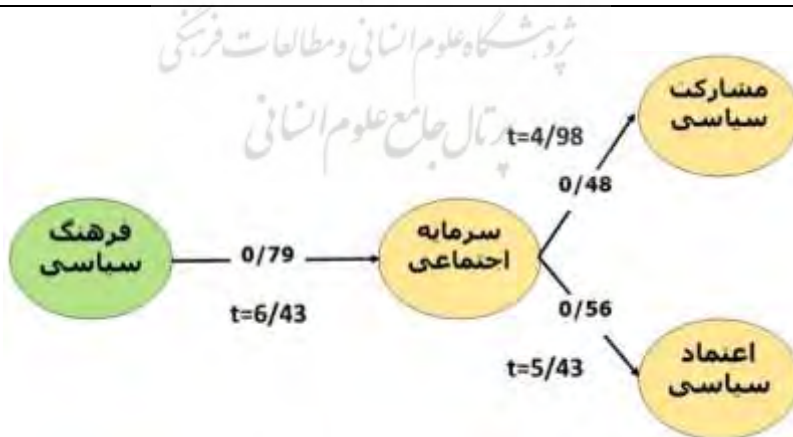 پژوهشگاه علوم انسانی و مطالعات فرهنگی
پرتال جامع علوم انسانی
مشارکت
سیاسی
t=4/98
0/48
فرهنگ
سیاسی
0/79
t=6/43
سرمایه
اجتماعی
0/56
t=5/43
اعتماد
سیاسی